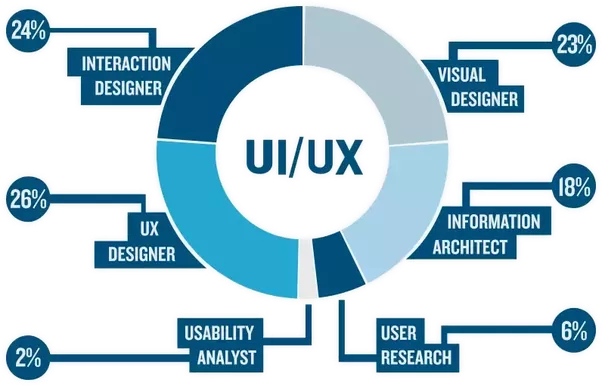 24%
INTERACTION
DESIGNER
23%
VISUAL
DESIGNER
UI/UX
26%
UX
DESIGNER
18%
INFORMATION
ARCHITECT
2%
USABILITY
ANALYST
USER
RESEARCH
6%